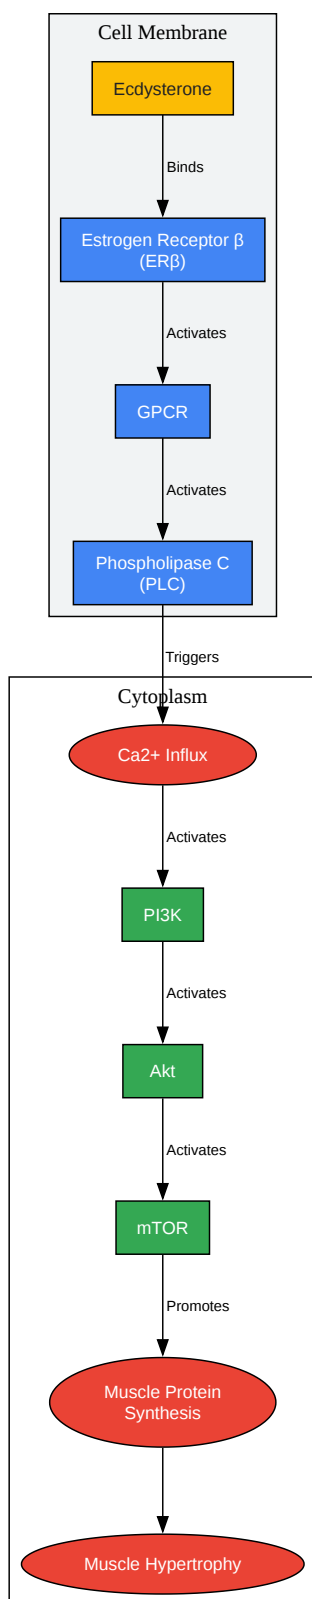 Cell Membrane
Ecdysterone
Binds
Estrogen Receptor β
(ERβ)
Activates
GPCR
Activates
Phospholipase C
(PLC)
Triggers
Cytoplasm
Ca2+ Influx
Activates
PI3K
Activates
Akt
Activates
mTOR
Promotes
Muscle Protein
Synthesis
Muscle Hypertrophy